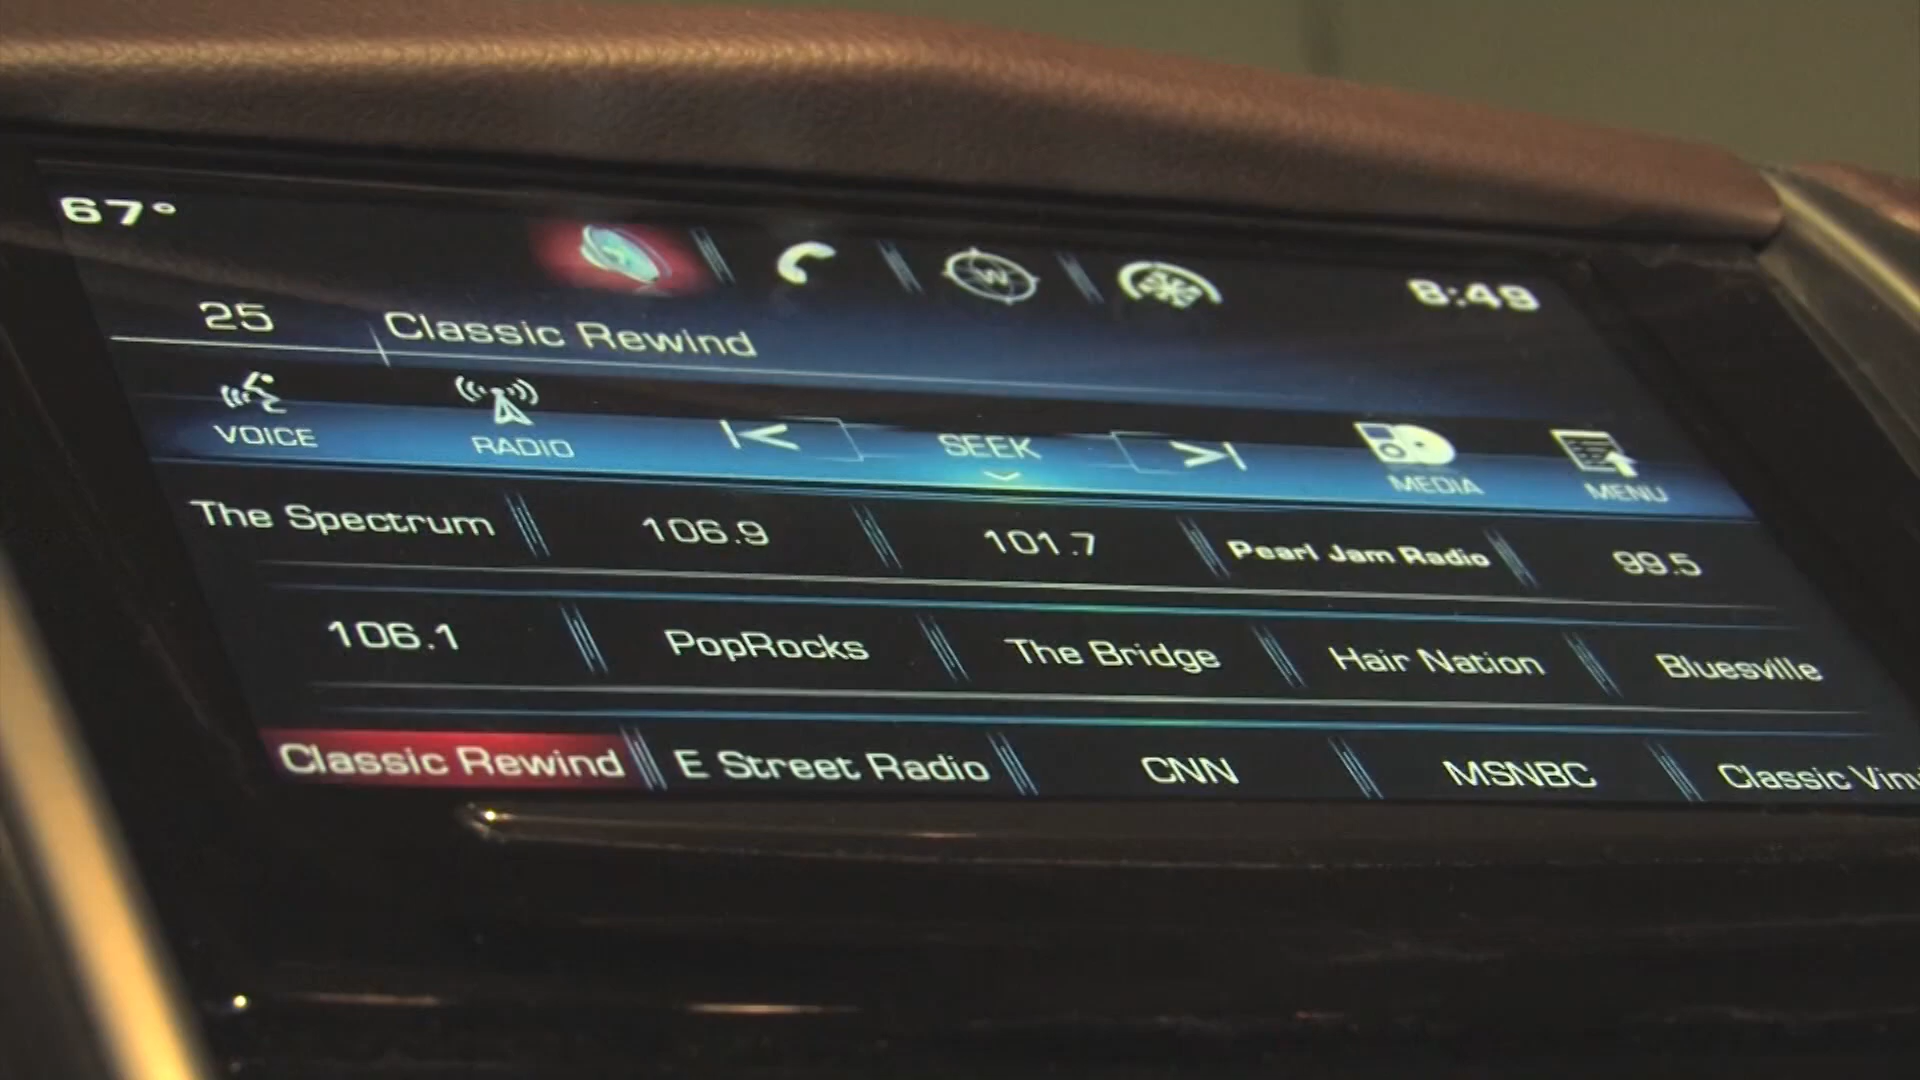 67°
W
8:49
25 Classic Rewind
VOICE RADIO SEEK MEDIA MENU
The Spectrum 106.9 101.7 Pearl Jam Radio 99.5
106.1 PopRocks The Bridge Hair Nation Bluesville
Classic Rewind E Street Radio CNN MSNBC Classic Viny